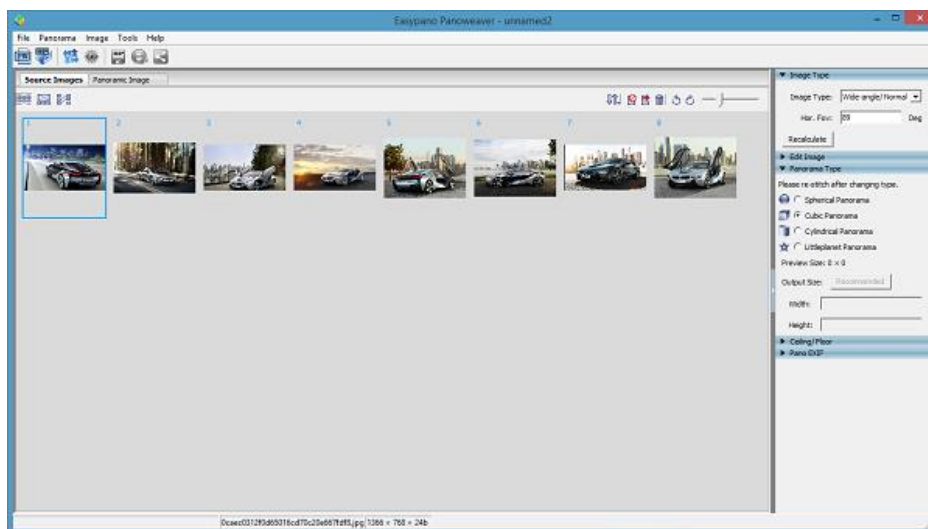 Easypano Panoweaver - unnamed2
File Panorama Image Tools Help
Source Images Panoramic Image
1 2 3 4 5 6 7 8
Image Type
Image Type: Wide angle/Normal
Hor. Fov: 89 Deg
Recalculate
Edit Image
Panorama Type
Please re-stitch after changing type.
Spherical Panorama
Cubic Panorama
Cylindrical Panorama
Littleplanet Panorama
Preview Size: 0 × 0
Output Size: Recommended
Width:
Height:
Ceiling/Floor
Pano EXIF
1366 × 768 × 24b